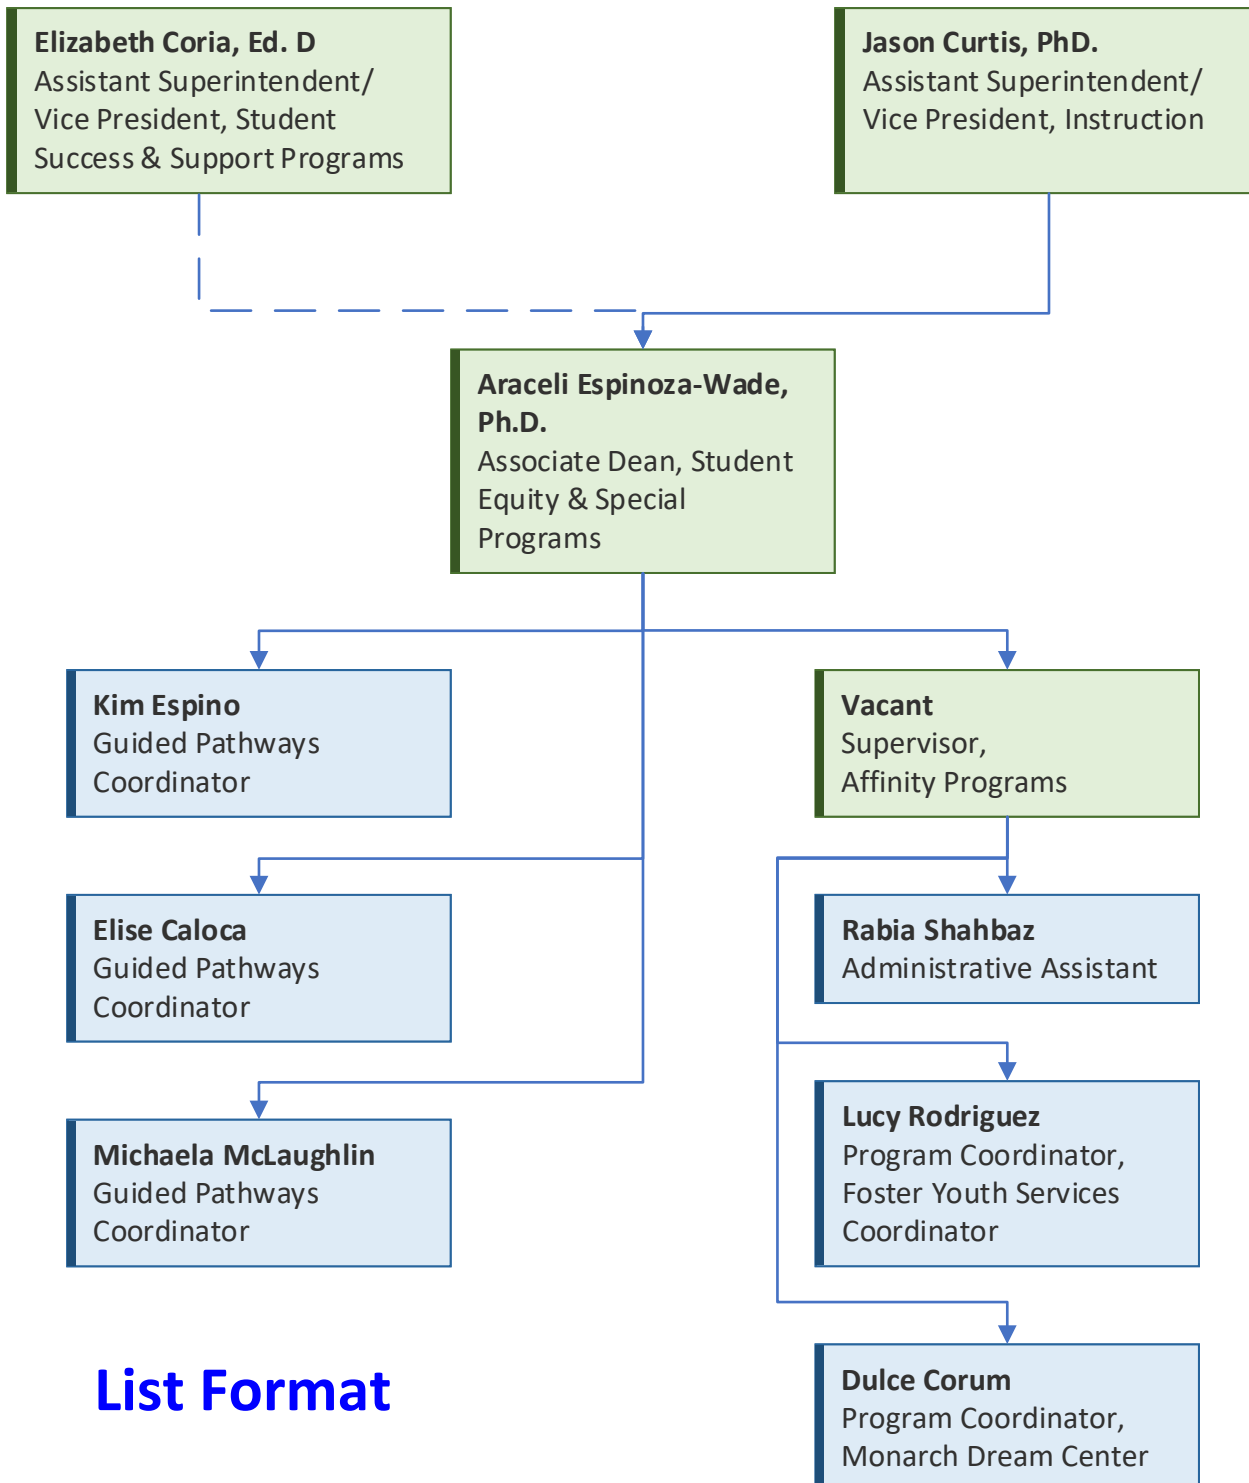 Elizabeth Coria, Ed. D
Assistant Superintendent/
Vice President, Student
Success & Support Programs
Jason Curtis, PhD.
Assistant Superintendent/
Vice President, Instruction
Araceli Espinoza-Wade,
Ph.D.
Associate Dean, Student
Equity & Special
Programs
Kim Espino
Guided Pathways
Coordinator
Vacant
Supervisor,
Affinity Programs
Elise Caloca
Guided Pathways
Coordinator
Rabia Shahbaz
Administrative Assistant
Michaela McLaughlin
Guided Pathways
Coordinator
Lucy Rodriguez
Program Coordinator,
Foster Youth Services
Coordinator
List Format
Dulce Corum
Program Coordinator,
Monarch Dream Center